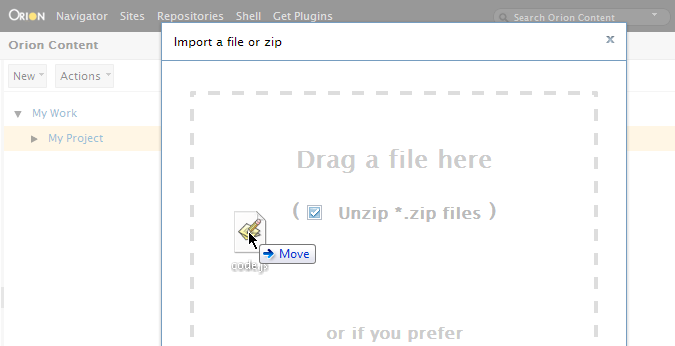 ORION Navigator Sites Repositories Shell Get Plugins Search Orion Content
Orion Content
Import a file or zip x
New Actions
My Work
My Project
Drag a file here
( Unzip *.zip files )
Move
code.js
or if you prefer